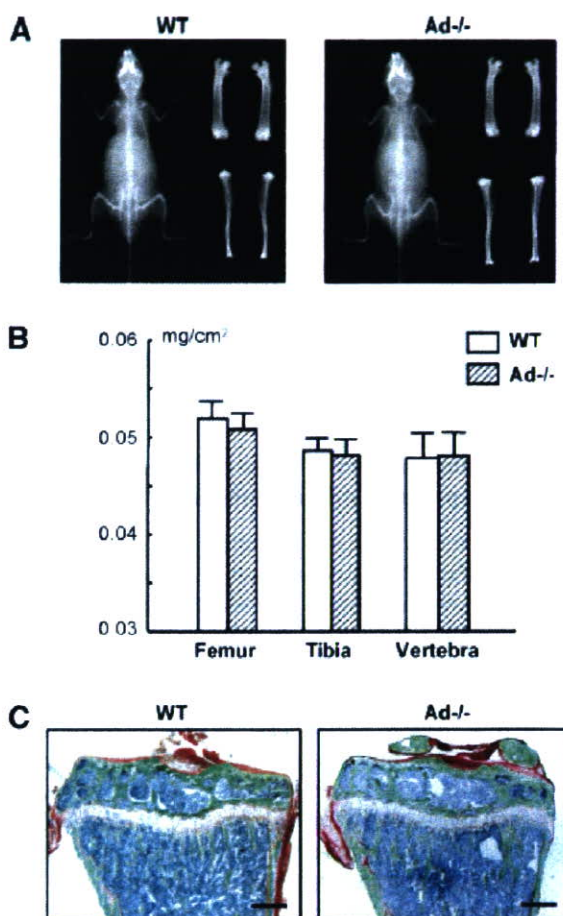 A
WT Ad-/-
B
mg/cm²
0.06
0.05
0.04
0.03
WT
Ad-/-
Femur Tibia Vertebra
C
WT Ad-/-